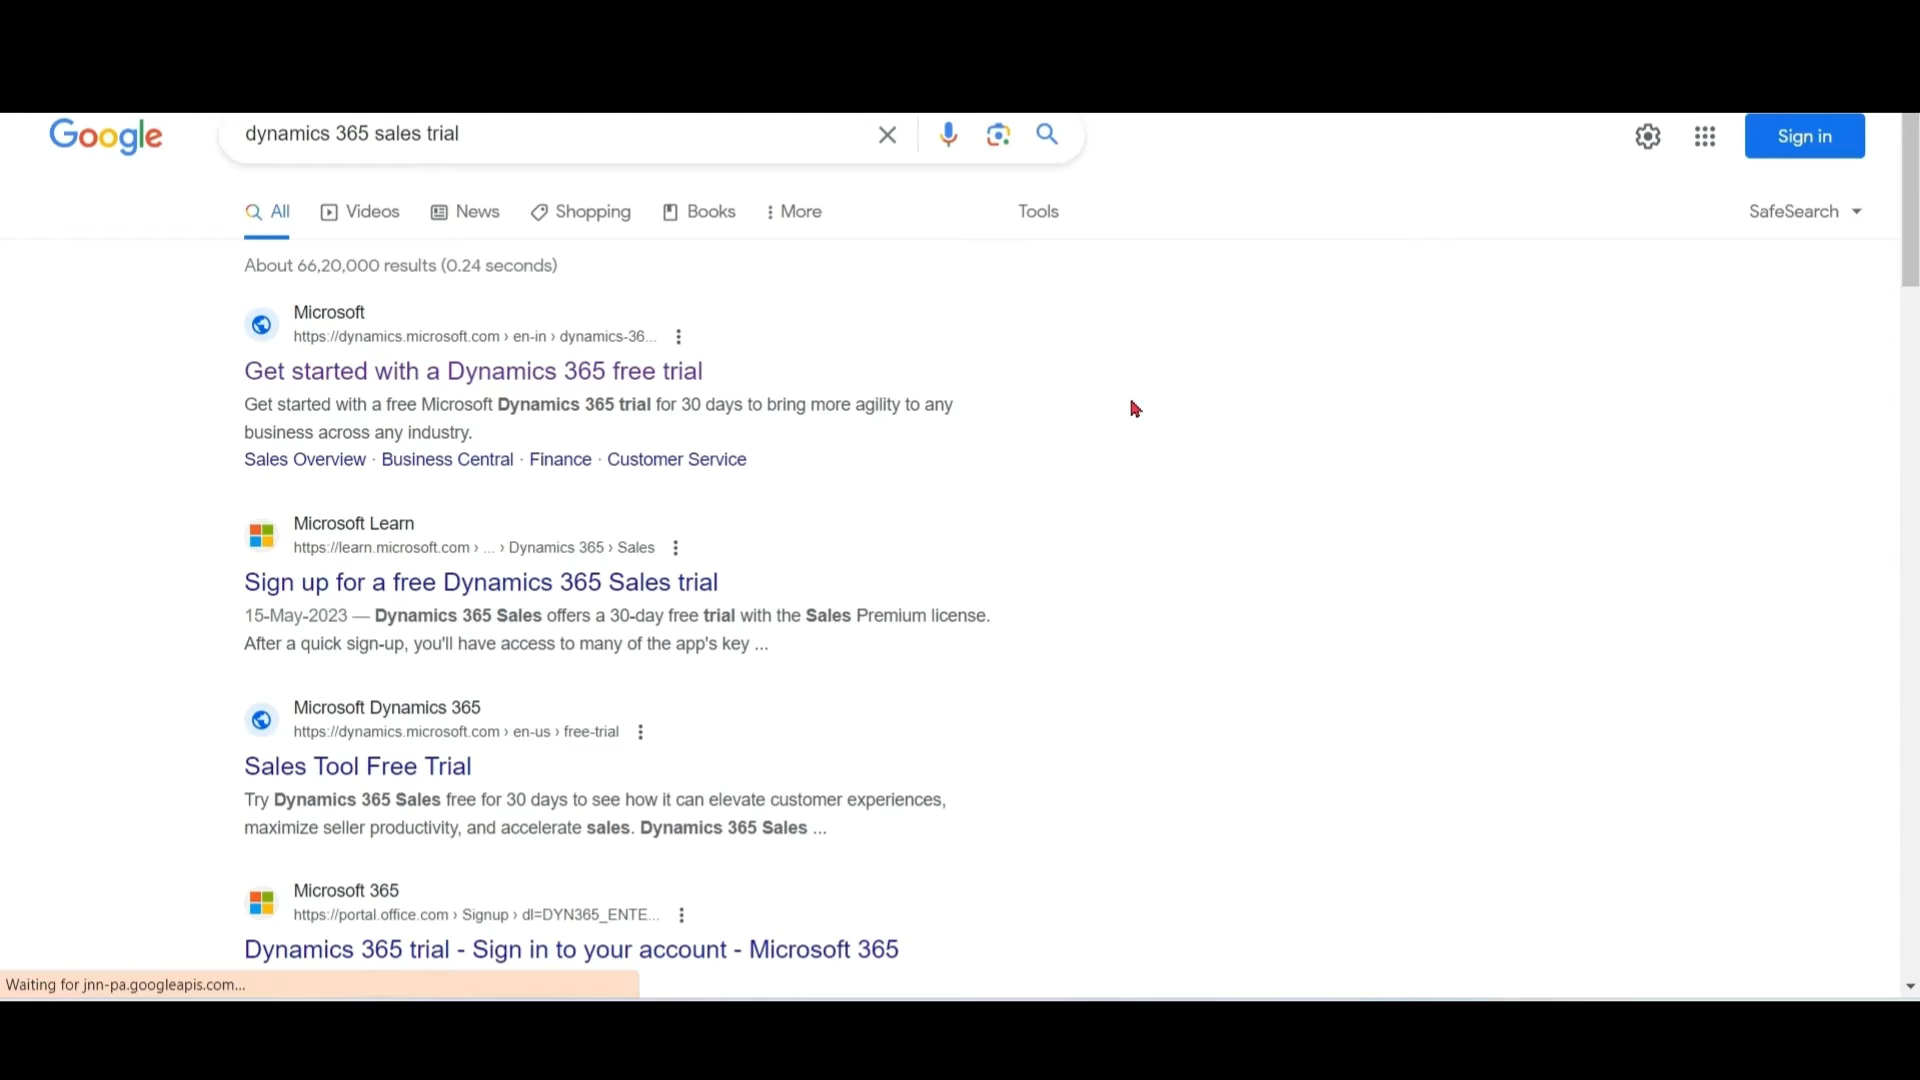 Google
dynamics 365 sales trial
Sign in
All
Videos
News
Shopping
Books
More
Tools
SafeSearch
About 66,20,000 results (0.24 seconds)
Microsoft
https://dynamics.microsoft.com › en-in › dynamics-36...
Get started with a Dynamics 365 free trial
Get started with a free Microsoft Dynamics 365 trial for 30 days to bring more agility to any
business across any industry.
Sales Overview · Business Central · Finance · Customer Service
Microsoft Learn
https://learn.microsoft.com › ... › Dynamics 365 › Sales
Sign up for a free Dynamics 365 Sales trial
15-May-2023 — Dynamics 365 Sales offers a 30-day free trial with the Sales Premium license.
After a quick sign-up, you'll have access to many of the app's key ...
Microsoft Dynamics 365
https://dynamics.microsoft.com › en-us › free-trial
Sales Tool Free Trial
Try Dynamics 365 Sales free for 30 days to see how it can elevate customer experiences,
maximize seller productivity, and accelerate sales. Dynamics 365 Sales ...
Microsoft 365
https://portal.office.com › Signup › dl=DYN365_ENTE...
Dynamics 365 trial - Sign in to your account - Microsoft 365
Waiting for jnn-pa.googleapis.com...